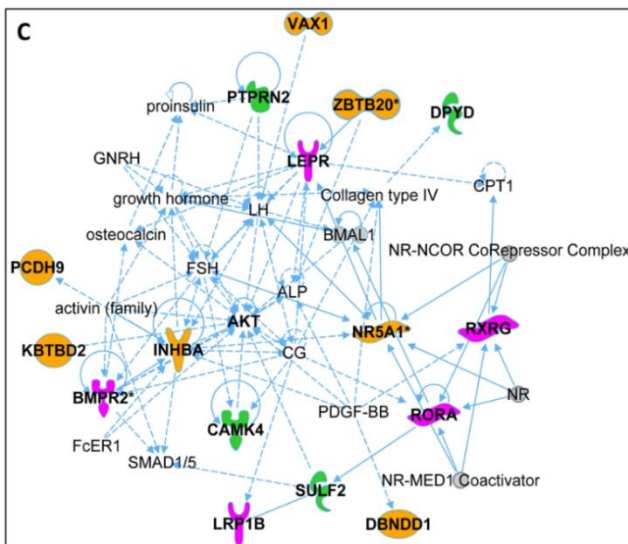 C
VAX1
PTPRN2
ZBTB20*
proinsulin
DPYD
GNRH
LEPR
CPT1
growth hormone
LH
Collagen type IV
osteocalcin
BMAL1
NR-NCOR CoRepressor Complex
PCDH9
FSH
ALP
activin (family)
AKT
NR5A1*
RXRG
KBTBD2
INHBA
CG
BMPR2*
PDGF-BB
NR
RORA
CAMK4
FcER1
SMAD1/5
NR-MED1 Coactivator
SULF2
LRP1B
DBNDD1